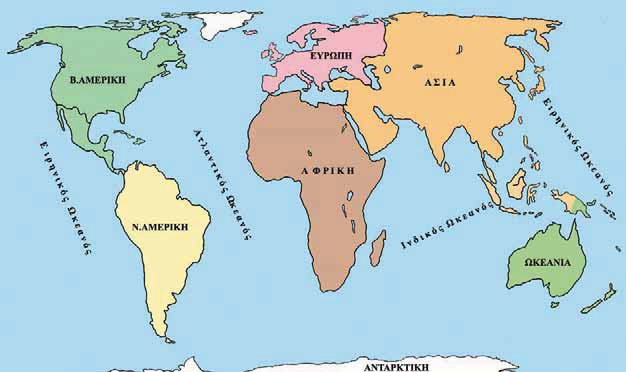 ΕΥΡΩΠΗ
Β.ΑΜΕΡΙΚΗ
ΑΣΙΑ
Ειρηνικός Ωκεανός
Ατλαντικός Ωκεανός
Ειρηνικός Ωκεανός
ΑΦΡΙΚΗ
Ινδικός Ωκεανός
Ν.ΑΜΕΡΙΚΗ
ΩΚΕΑΝΙΑ
ΑΝΤΑΡΚΤΙΚΗ